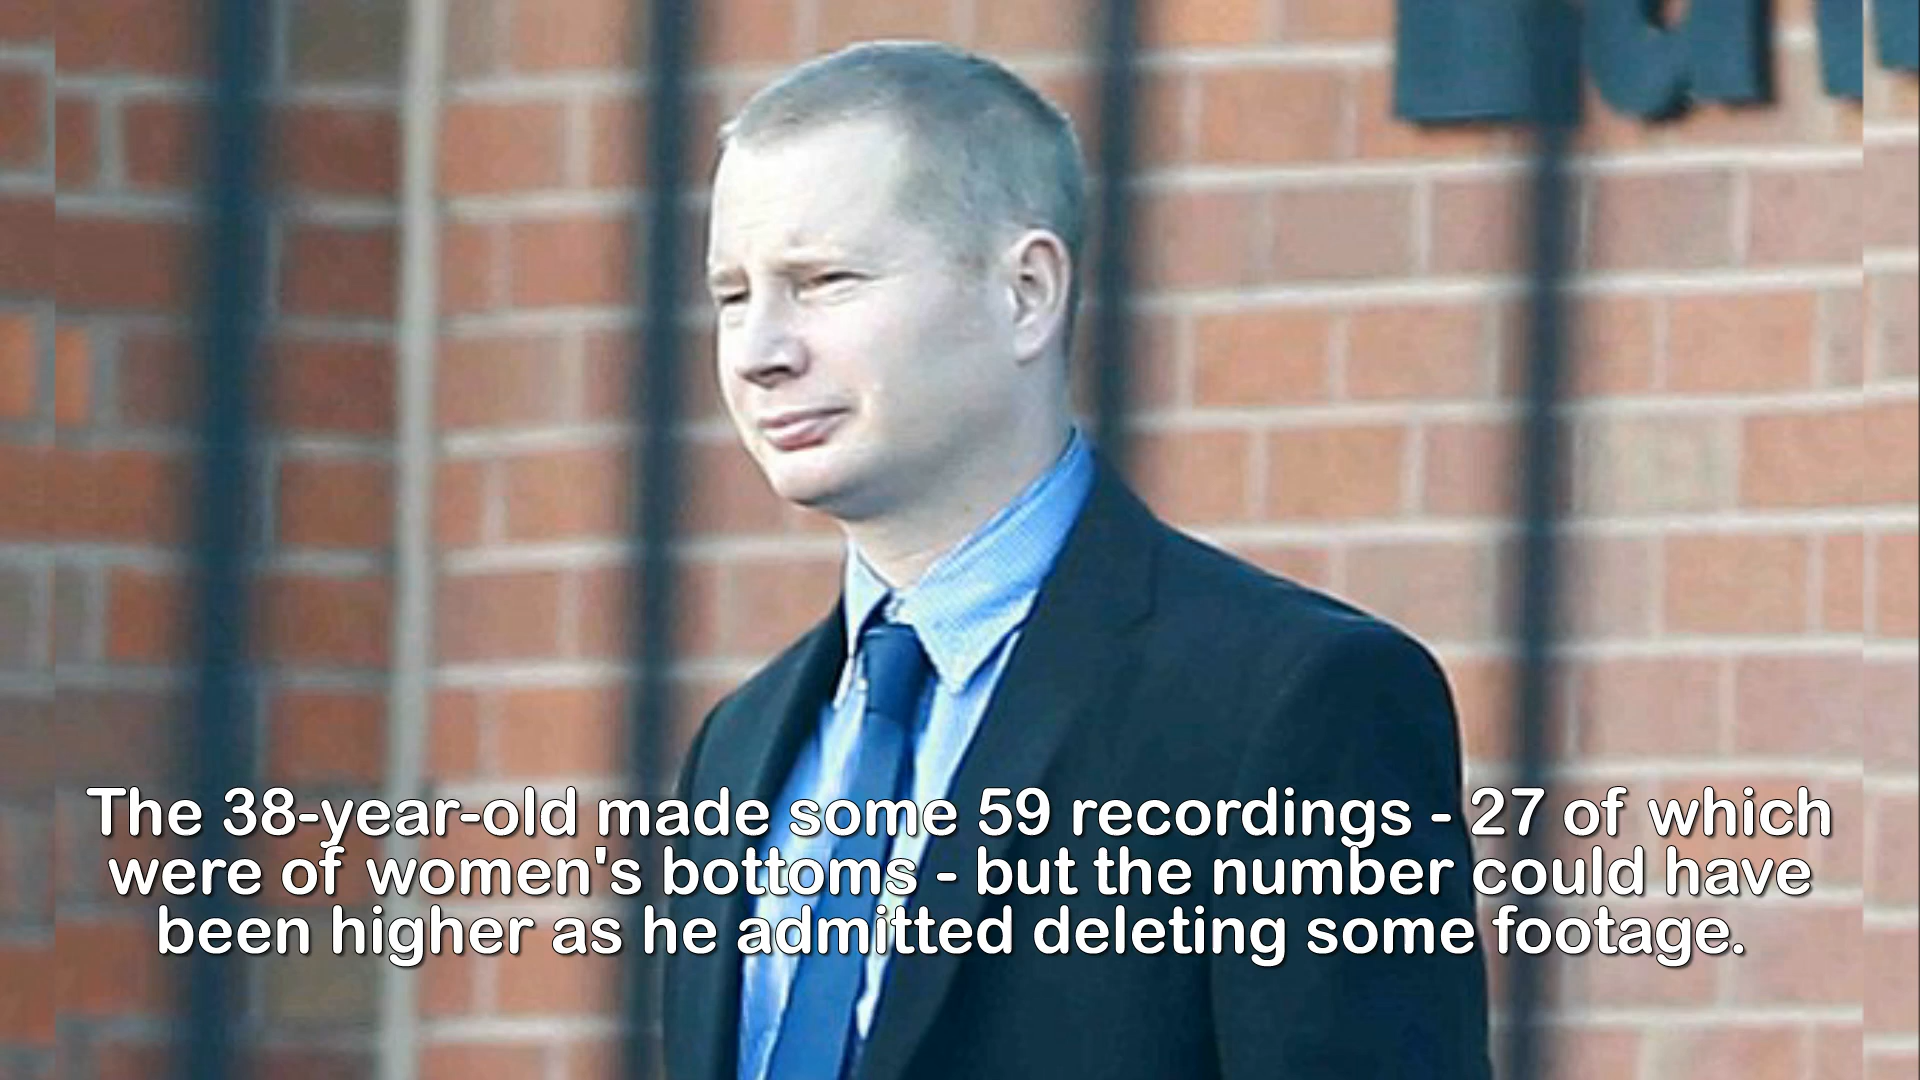 The 38-year-old made some 59 recordings - 27 of which
were of women's bottoms - but the number could have
been higher as he admitted deleting some footage.